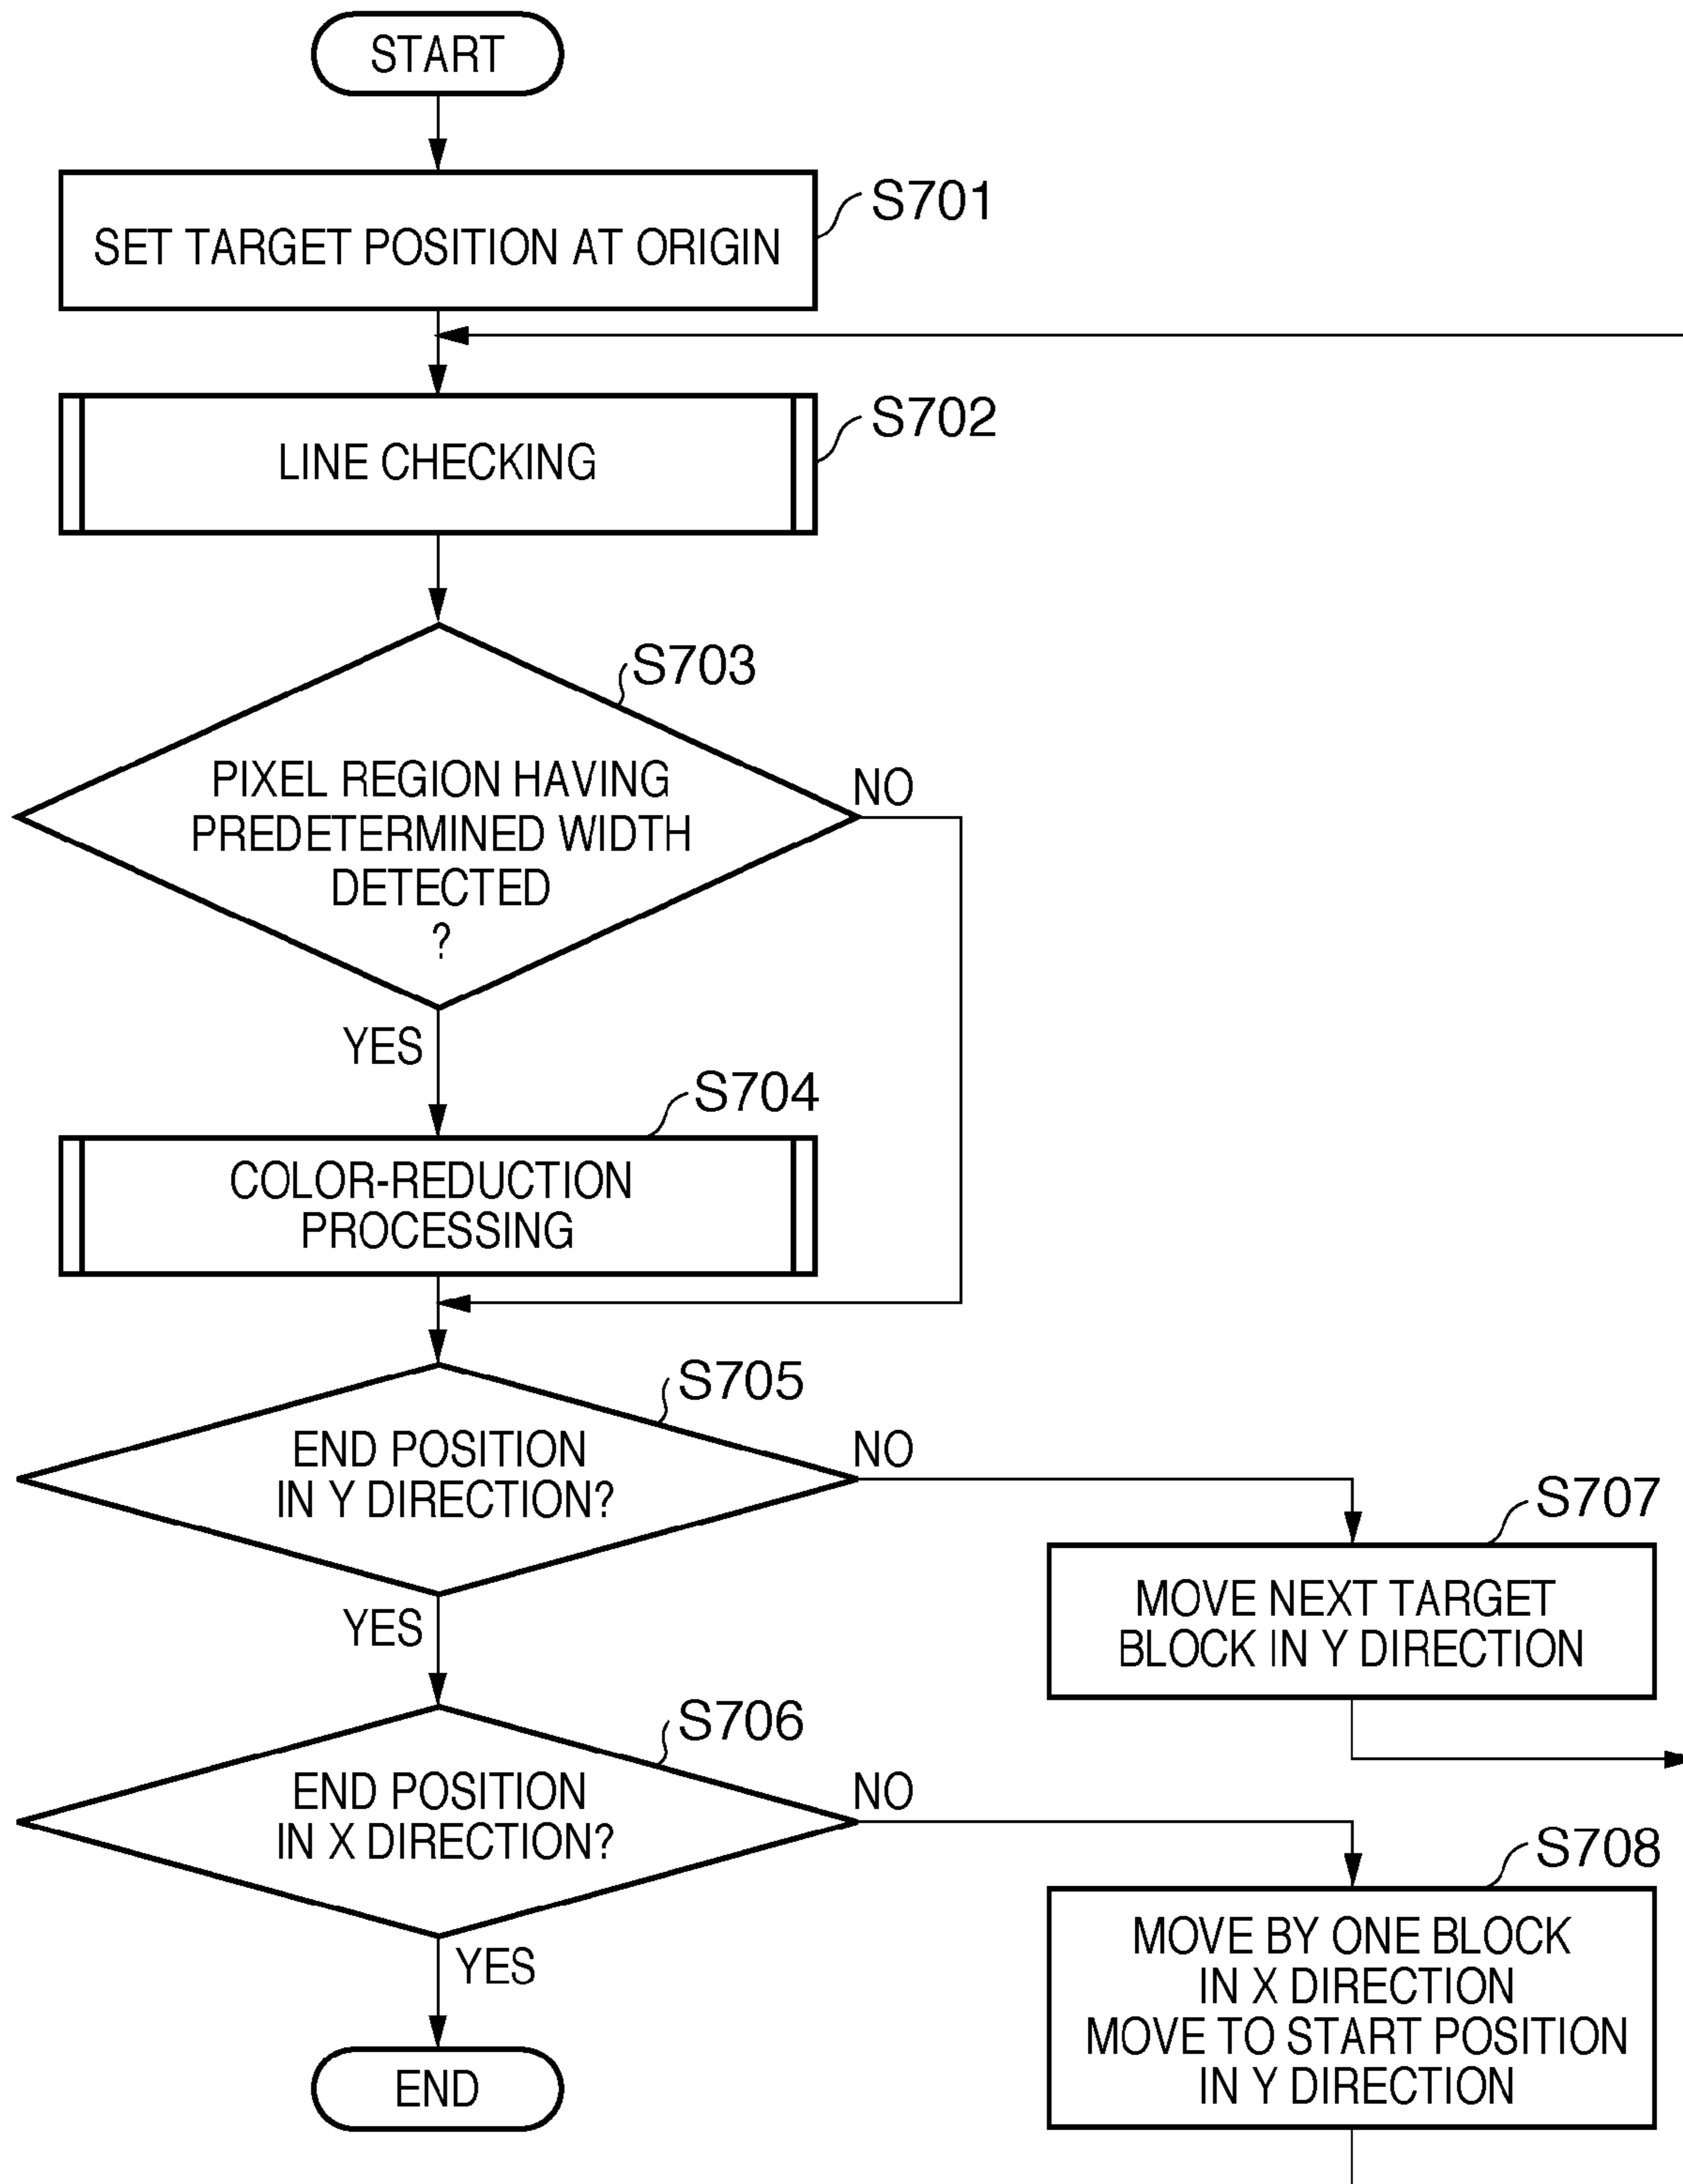 START
S701
SET TARGET POSITION AT ORIGIN
S702
LINE CHECKING
S703
PIXEL REGION HAVING
PREDETERMINED WIDTH
DETECTED
?
NO
YES
S704
COLOR-REDUCTION
PROCESSING
S705
END POSITION
IN Y DIRECTION?
NO
YES
S707
MOVE NEXT TARGET
BLOCK IN Y DIRECTION
S706
END POSITION
IN X DIRECTION?
NO
YES
S708
MOVE BY ONE BLOCK
IN X DIRECTION
MOVE TO START POSITION
IN Y DIRECTION
END